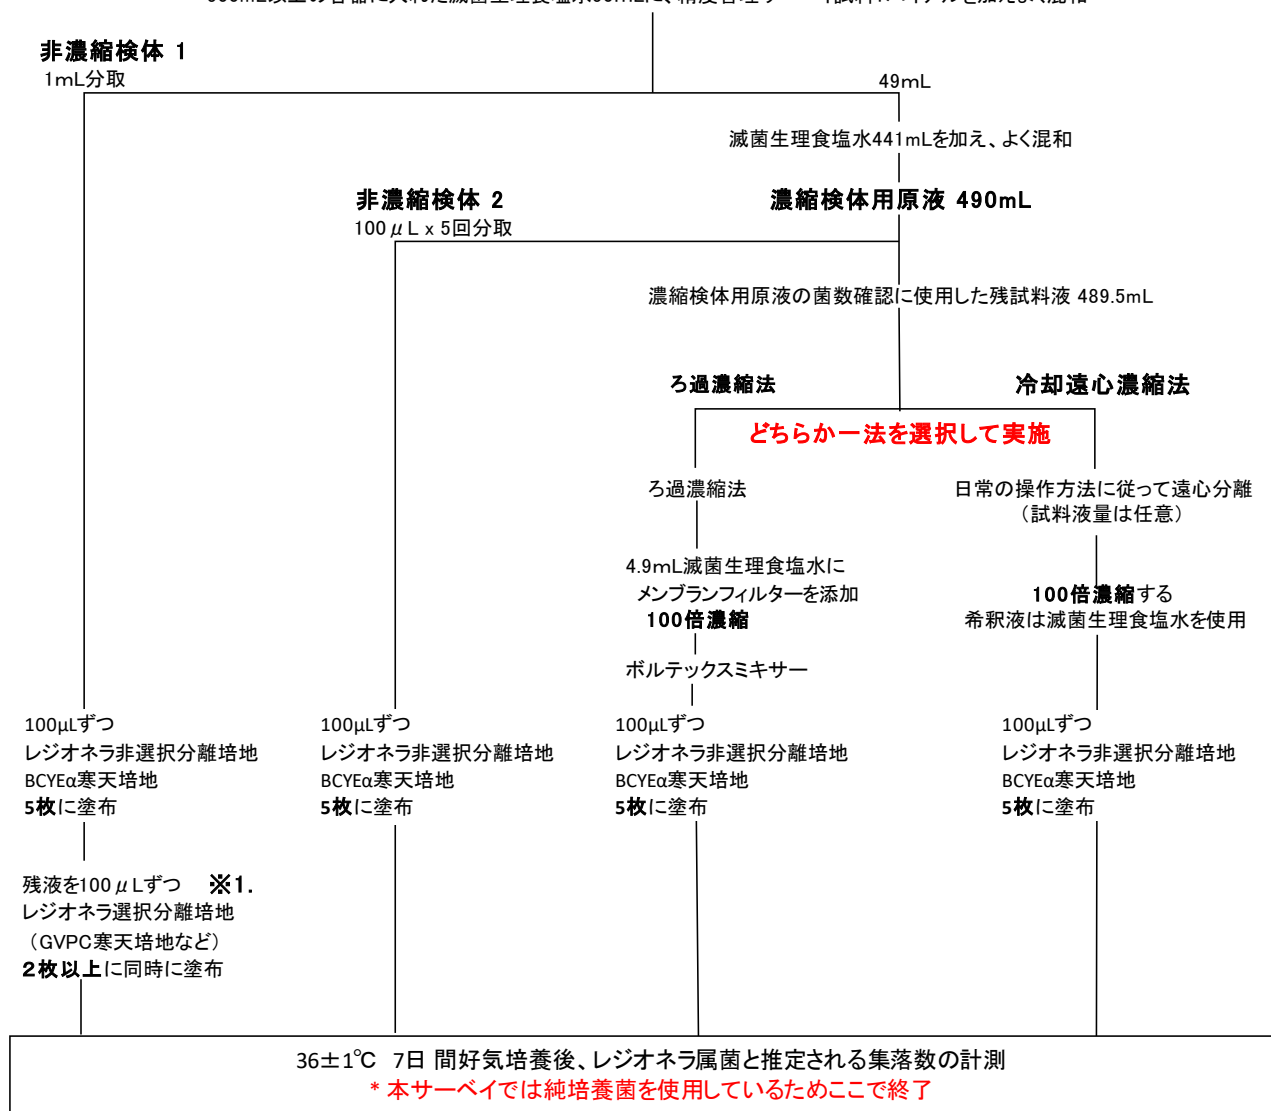 非濃縮検体 1
1mL分取
49mL
滅菌生理食塩水441mLを加え、よく混和
非濃縮検体 2
100μL x 5回分取
濃縮検体用原液 490mL
濃縮検体用原液の菌数確認に使用した残試料液 489.5mL
ろ過濃縮法
冷却遠心濃縮法
どちらか一法を選択して実施
ろ過濃縮法
4.9mL滅菌生理食塩水に
メンブランフィルターを添加
100倍濃縮
ボルテックスミキサー
日常の操作方法に従って遠心分離
（試料液量は任意）
100倍濃縮する
希釈液は滅菌生理食塩水を使用
100μLずつ
レジオネラ非選択分離培地
BCYEα寒天培地
5枚に塗布
100μLずつ
レジオネラ非選択分離培地
BCYEα寒天培地
5枚に塗布
100μLずつ
レジオネラ非選択分離培地
BCYEα寒天培地
5枚に塗布
100μLずつ
レジオネラ非選択分離培地
BCYEα寒天培地
5枚に塗布
残液を100μLずつ ※1.
レジオネラ選択分離培地
（GVPC寒天培地など）
2枚以上に同時に塗布
36±1℃ 7日 間好気培養後、レジオネラ属菌と推定される集落数の計測
* 本サーベイでは純培養菌を使用しているためここで終了